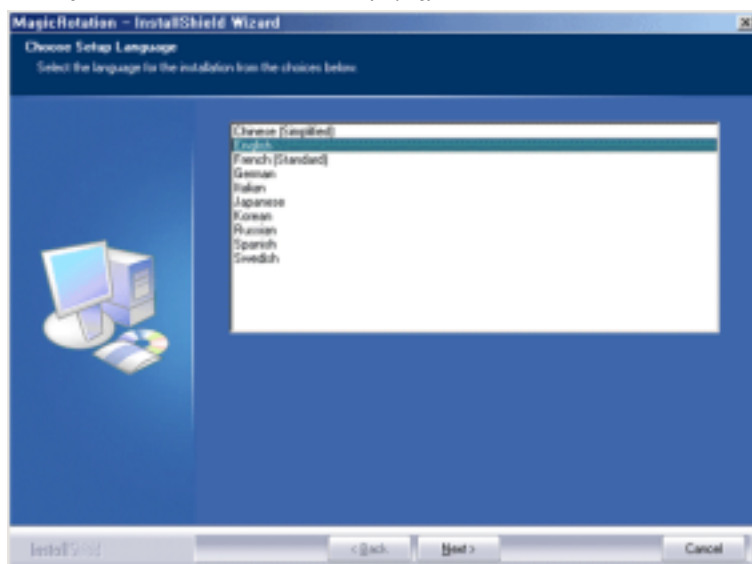 MagicRotation - InstallShield Wizard
Choose Setup Language
Select the language for the installation from the choices below.
Chinese (Simplified)
English
French (Standard)
German
Italian
Japanese
Korean
Russian
Spanish
Swedish
InstallShield
< Back
Next >
Cancel